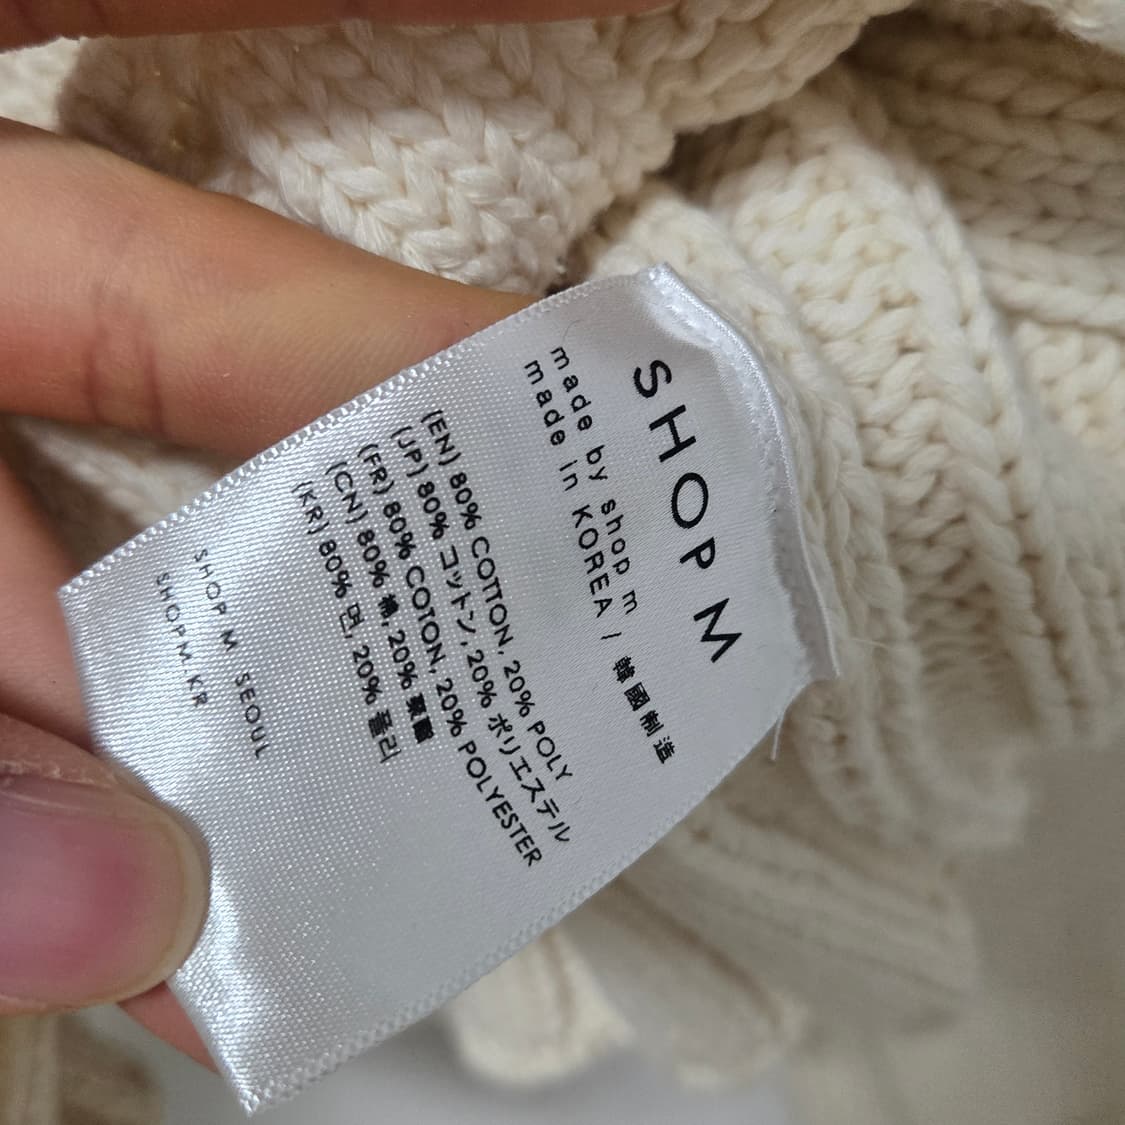 SHOP M
made by shop m
made in KOREA / 韓國制造
(EN) 80% COTTON, 20% POLY
(JP) 80% コットン, 20% ポリエステル
(FR) 80% COTON, 20% POLYESTER
(CN) 80% 棉, 20% 聚酯
(KR) 80% 면, 20% 폴리
SHOP M SEOUL
SHOPM.KR